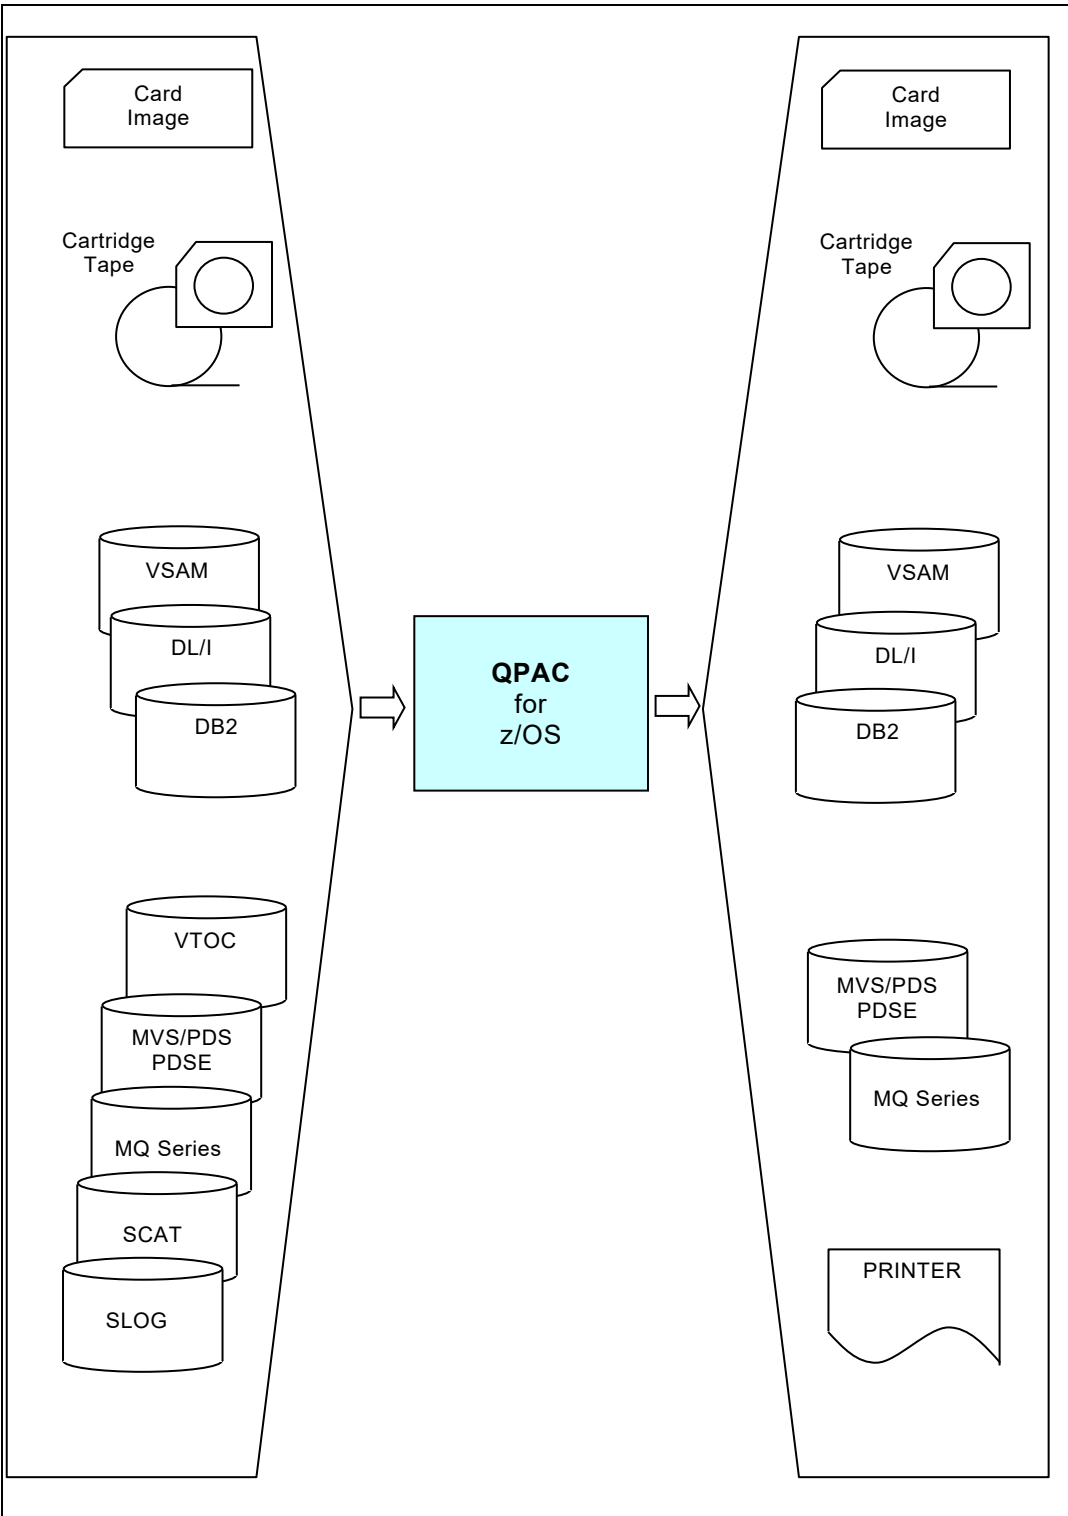 Card
Image
Cartridge
Tape
VSAM
DL/I
DB2
VTOC
MVS/PDS
PDSE
MQ Series
SCAT
SLOG
QPAC
for
z/OS
Card
Image
Cartridge
Tape
VSAM
DL/I
DB2
MVS/PDS
PDSE
MQ Series
PRINTER